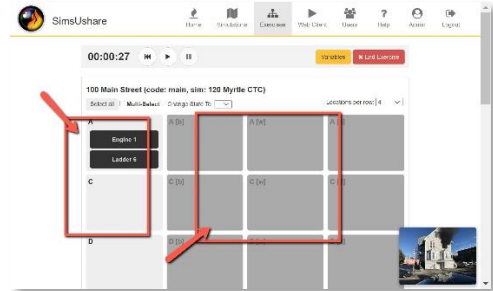 SimsUshare
Home Simulations Exercises Web Client Users Help Admin Logout
00:00:27
Variables End Exercise
100 Main Street (code: main, sim: 120 Myrtle CTC)
Select all Multi-Select Change State To Locations per row: 4
A A [b] A [w]
Engine 1
Ladder 6
C C [b] C [w]
D D [b]